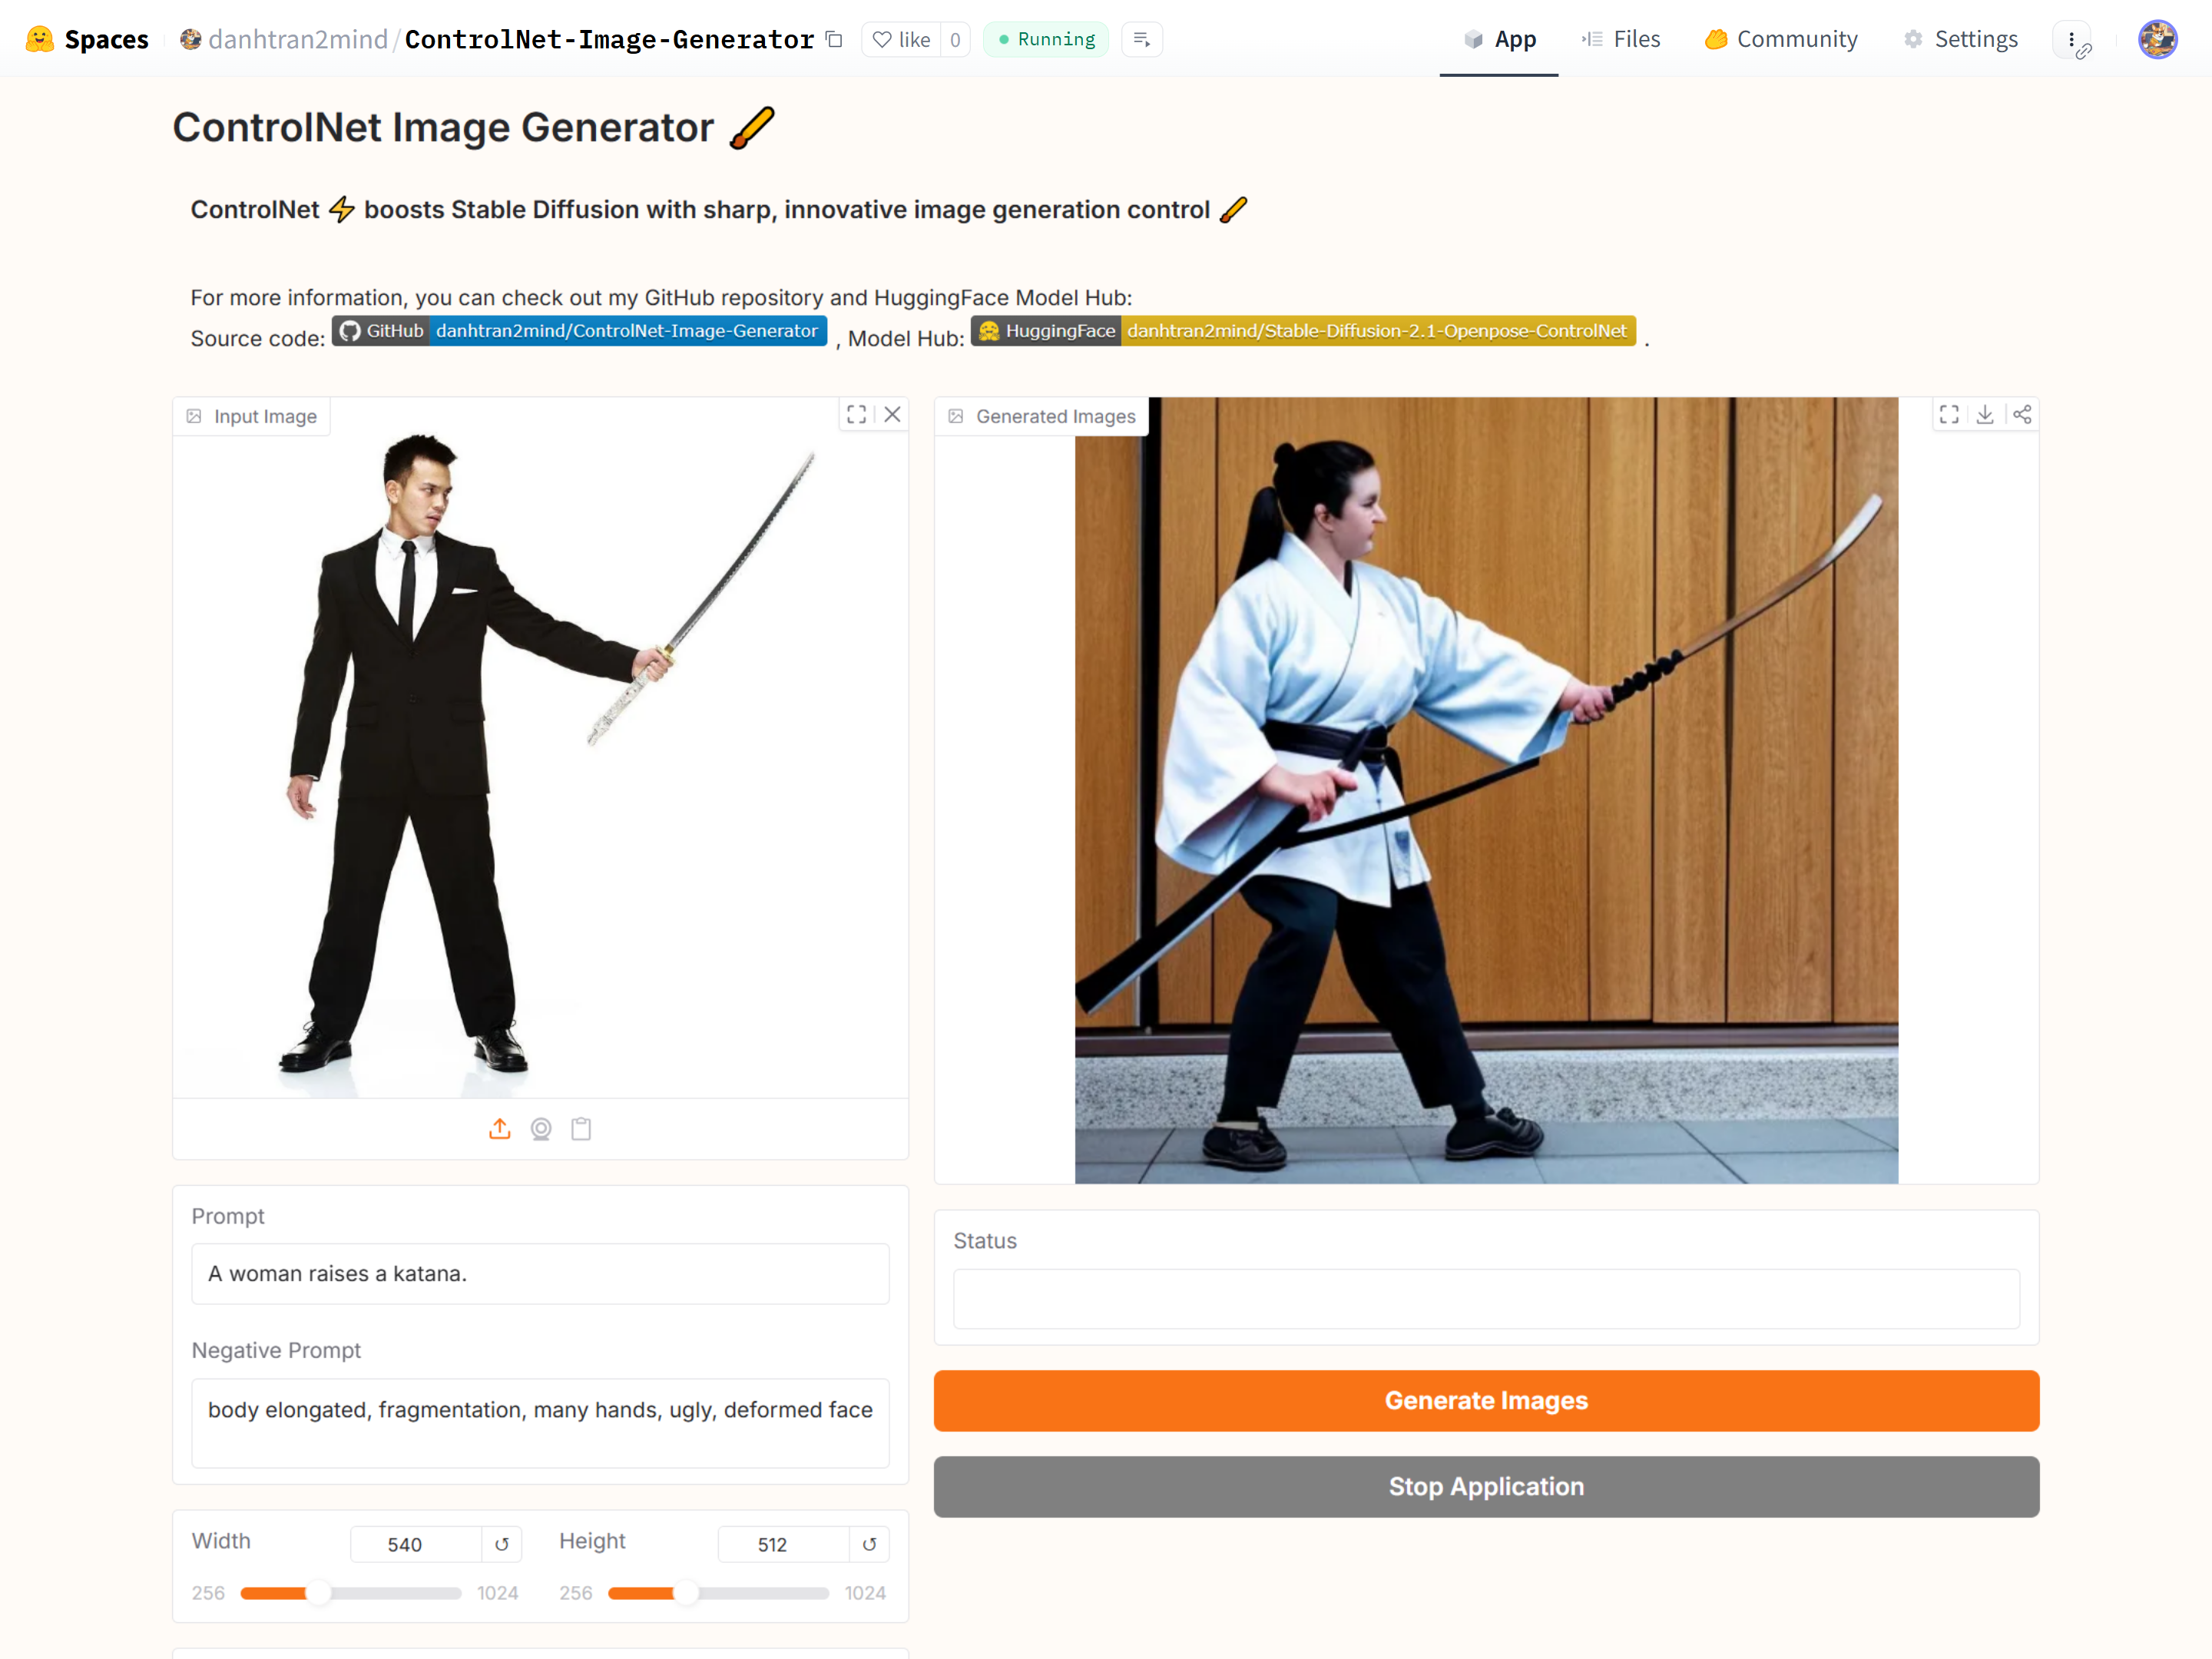 Spaces danhtran2mind/ControlNet-Image-Generator like 0 Running App Files Community Settings
ControlNet Image Generator
ControlNet ⚡ boosts Stable Diffusion with sharp, innovative image generation control
For more information, you can check out my GitHub repository and HuggingFace Model Hub:
Source code: GitHub danhtran2mind/ControlNet-Image-Generator , Model Hub: HuggingFace danhtran2mind/Stable-Diffusion-2.1-Openpose-ControlNet .
Input Image
Generated Images
Prompt
A woman raises a katana.
Negative Prompt
body elongated, fragmentation, many hands, ugly, deformed face
Width 540 Height 512
256 1024 256 1024
Status
Generate Images
Stop Application